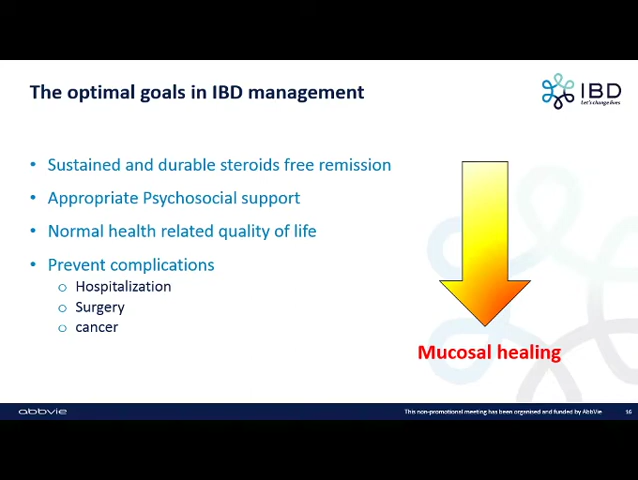 The optimal goals in IBD management
IBD
Let's change lives
• Sustained and durable steroids free remission
• Appropriate Psychosocial support
• Normal health related quality of life
• Prevent complications
o Hospitalization
o Surgery
o cancer
Mucosal healing
abbvie
This non-promotional meeting has been organised and funded by AbbVie
16